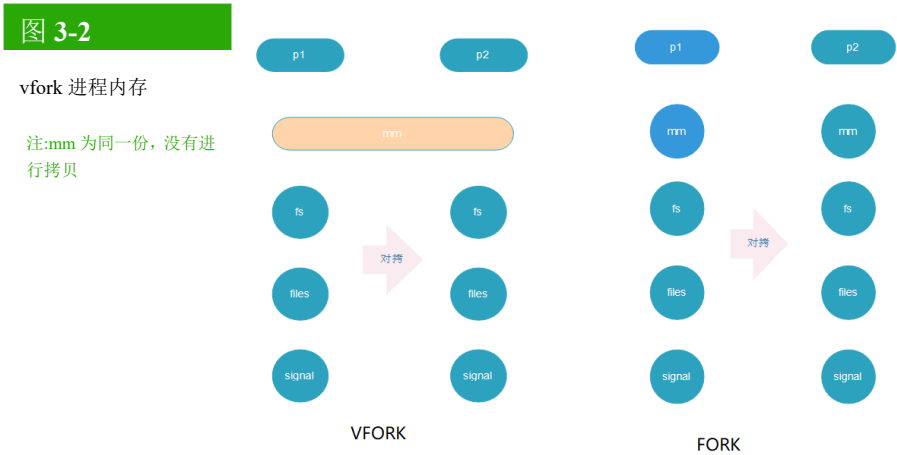 图 3-2
vfork 进程内存
注:mm 为同一份，没有进
行拷贝
p1
p2
mm
fs
fs
对拷
files
files
signal
signal
VFORK
p1
p2
mm
mm
fs
fs
对拷
files
files
signal
signal
FORK